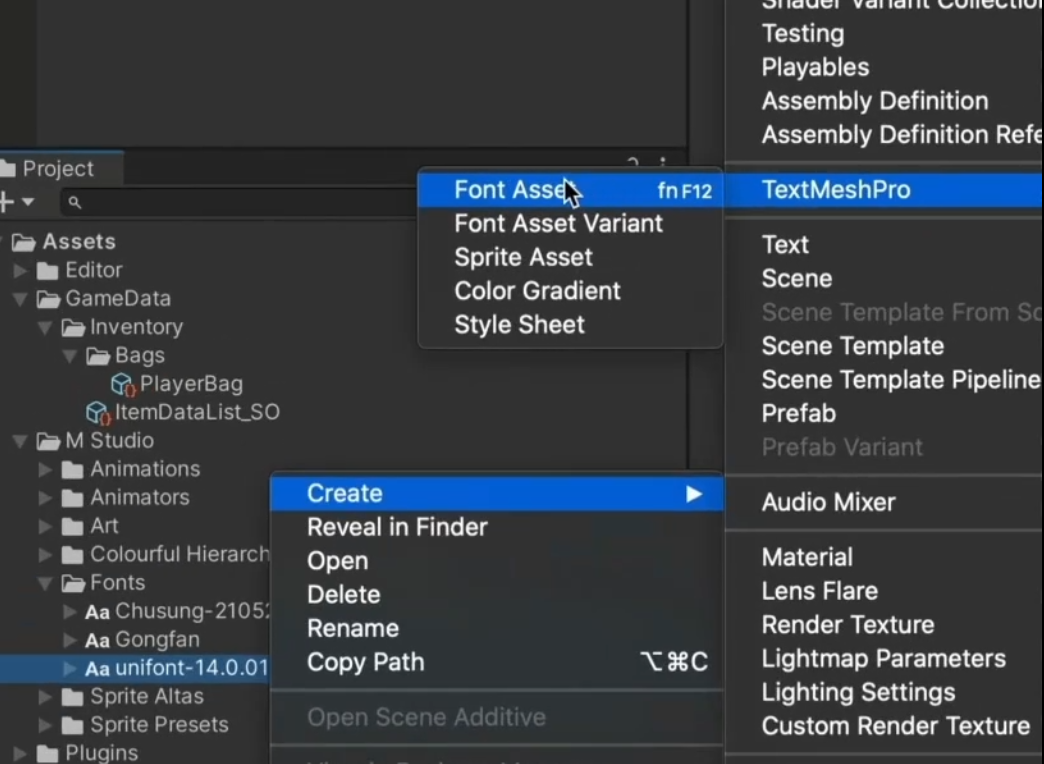 Shader Variant Collection
Testing
Playables
Assembly Definition
Assembly Definition Refe
TextMeshPro
Text
Scene
Scene Template From Sc
Scene Template
Scene Template Pipeline
Prefab
Prefab Variant
Audio Mixer
Material
Lens Flare
Render Texture
Lightmap Parameters
Lighting Settings
Custom Render Texture
Font Asset fn F12
Font Asset Variant
Sprite Asset
Color Gradient
Style Sheet
Project
Assets
Editor
GameData
Inventory
Bags
PlayerBag
ItemDataList_SO
M Studio
Animations
Animators
Art
Colourful Hierarch
Fonts
Aa Chusung-21052
Aa Gongfan
Aa unifont-14.0.01
Sprite Altas
Sprite Presets
Plugins
Create
Reveal in Finder
Open
Delete
Rename
Copy Path ⌥⌘C
Open Scene Additive